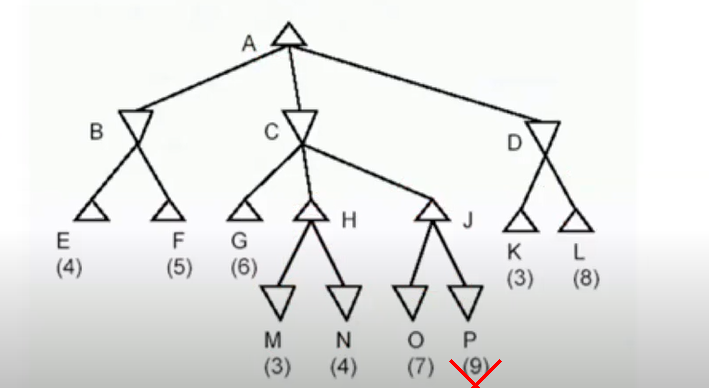 A
B C D
H J
E F G K L
(4) (5) (6) (3) (8)
M N O P
(3) (4) (7) (9)